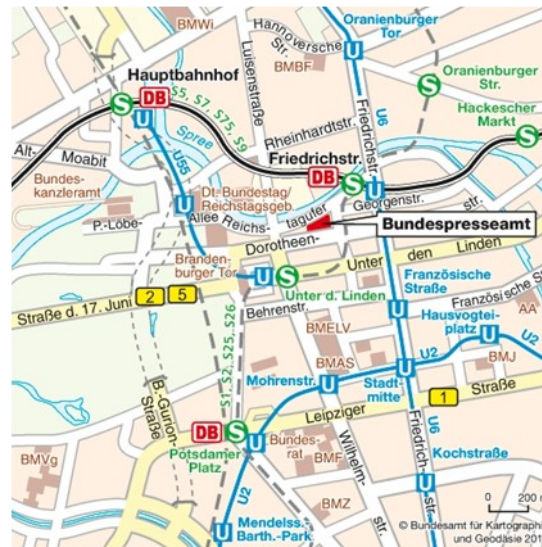 BMWi
Hannoversche
Str.
Oranienburger
Tor
U
BMBF
Luisenstraße
Hauptbahnhof
S
DB
S5, S7, S75, S9
U
U6
Oranienburger
Str.
S
Hackescher
Markt
S
Friedrichstr.
Rheinhardtstr.
Spree
Alt-
Moabit
U55
Friedrichstr.
DB
S
U
Bundes-
kanzleramt
Dt. Bundestag/
Reichstagsgeb.
U
Georgenstr.
P.-Löbe-
Allee
Reichs-
tagufer
Bundespresseamt
str.
Dorotheen-
Branden-
burger Tor
U
S
Unter den Linden
Straße d. 17. Juni
2
5
Unter d. Linden
Französische
Straße
U
Behrenstr.
Französische Str.
S1, S2, S25, S26
BMELV
Hausvogtei-
platz
U
AA
U2
BMAS
U2
BMJ
Mohrenstr.
U
Stadt-
mitte
U
B.-Gurion-
Straße
Leipziger
1
Straße
DB
S
U
Potsdamer
Platz
Bundes-
rat
U6
BMVg
BMF
Wilhelm-
str.
Friedrich-
str.
Kochstraße
U
U2
BMZ
Mendelss.-
Barth.-Park
U
0
200
© Bundesamt für Kartographi
und Geodäsie 201